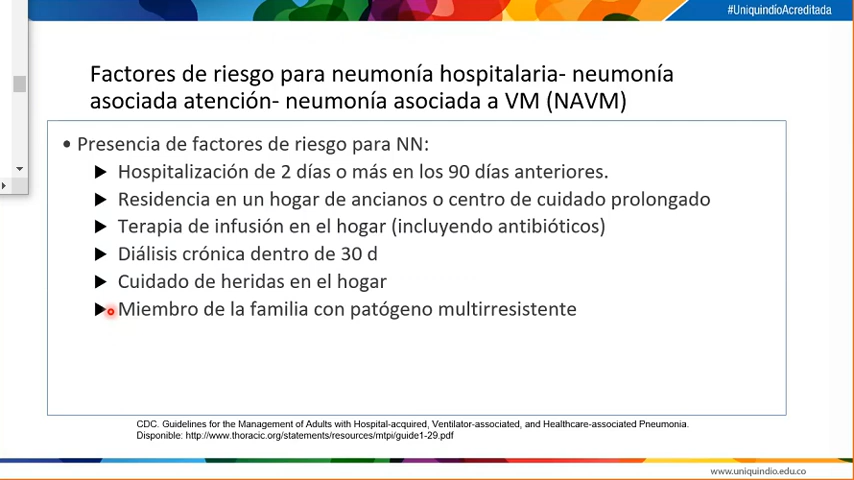 #UniquindíoAcreditada
Factores de riesgo para neumonía hospitalaria- neumonía
asociada atención- neumonía asociada a VM (NAVM)
• Presencia de factores de riesgo para NN:
Hospitalización de 2 días o más en los 90 días anteriores.
Residencia en un hogar de ancianos o centro de cuidado prolongado
Terapia de infusión en el hogar (incluyendo antibióticos)
Diálisis crónica dentro de 30 d
Cuidado de heridas en el hogar
Miembro de la familia con patógeno multirresistente
CDC. Guidelines for the Management of Adults with Hospital-acquired, Ventilator-associated, and Healthcare-associated Pneumonia.
Disponible: http://www.thoracic.org/statements/resources/mtpi/guide1-29.pdf
www.uniquindio.edu.co